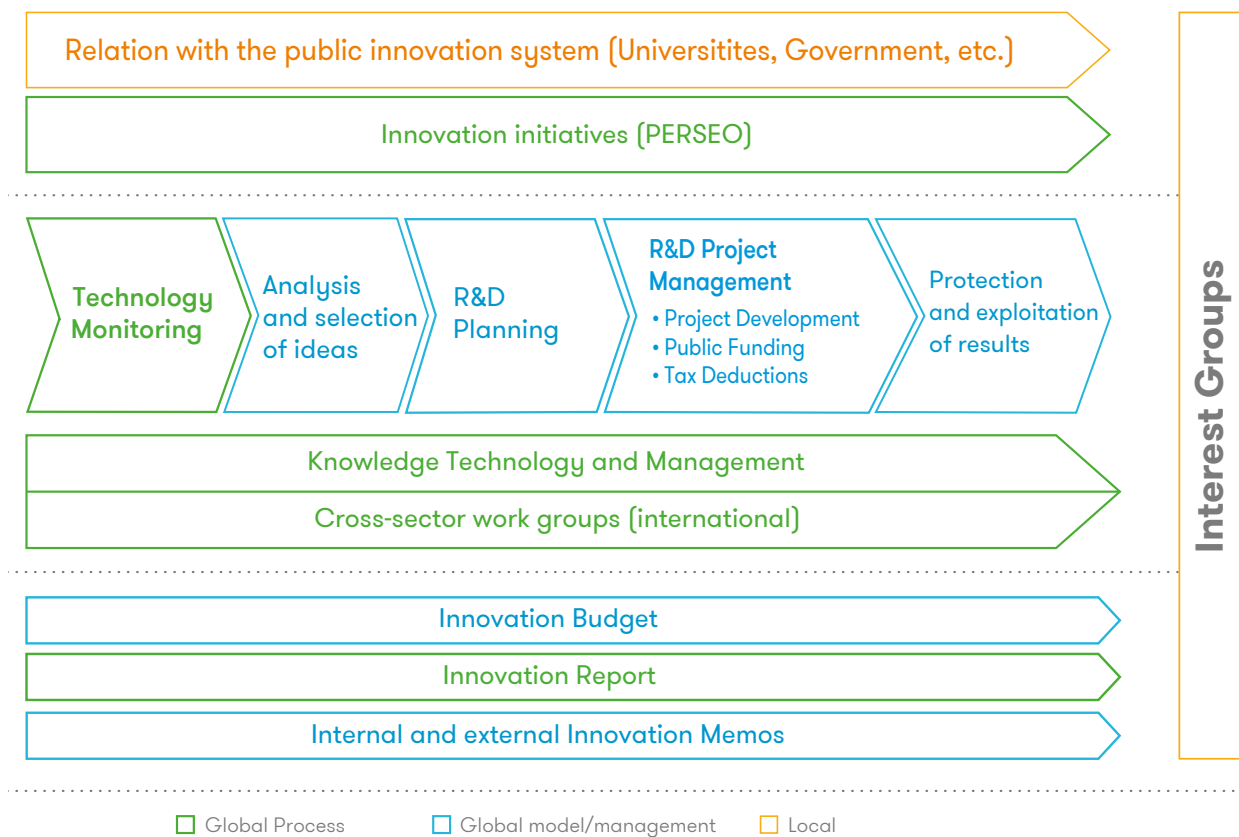 Relation with the public innovation system (Universitites, Government, etc.)
Innovation initiatives (PERSEO)
Technology
Monitoring
Analysis
and selection
of ideas
R&D
Planning
R&D Project
Management
• Project Development
• Public Funding
• Tax Deductions
Protection
and exploitation
of results
Knowledge Technology and Management
Cross-sector work groups (international)
Innovation Budget
Innovation Report
Internal and external Innovation Memos
Interest Groups
Global Process
Global model/management
Local